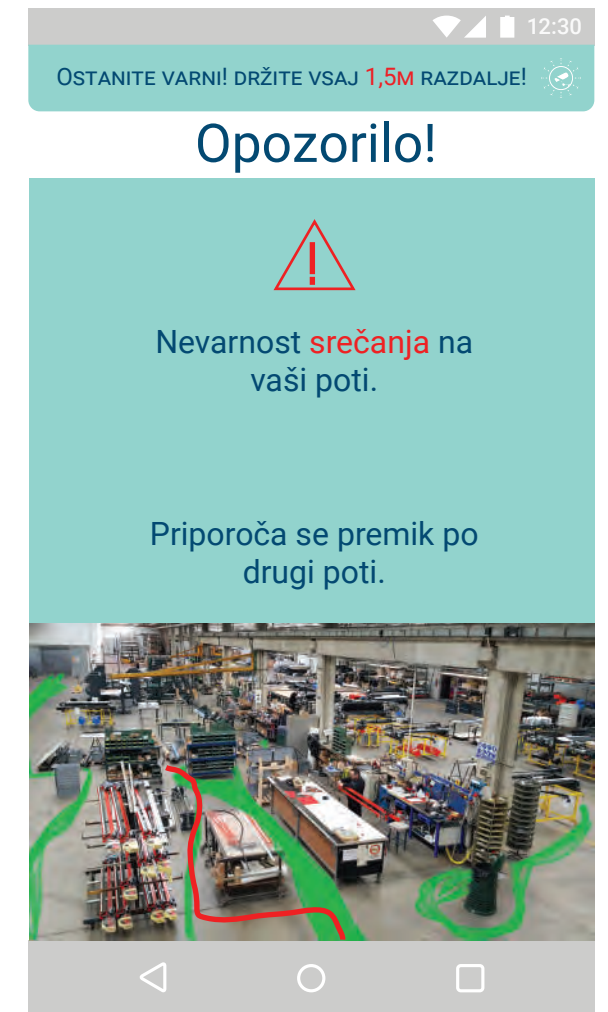 12:30
OSTANITE VARNI! DRŽITE VSAJ 1,5M RAZDALJE!
Opozorilo!
!
Nevarnost srečanja na
vaši poti.
Priporoča se premik po
drugi poti.